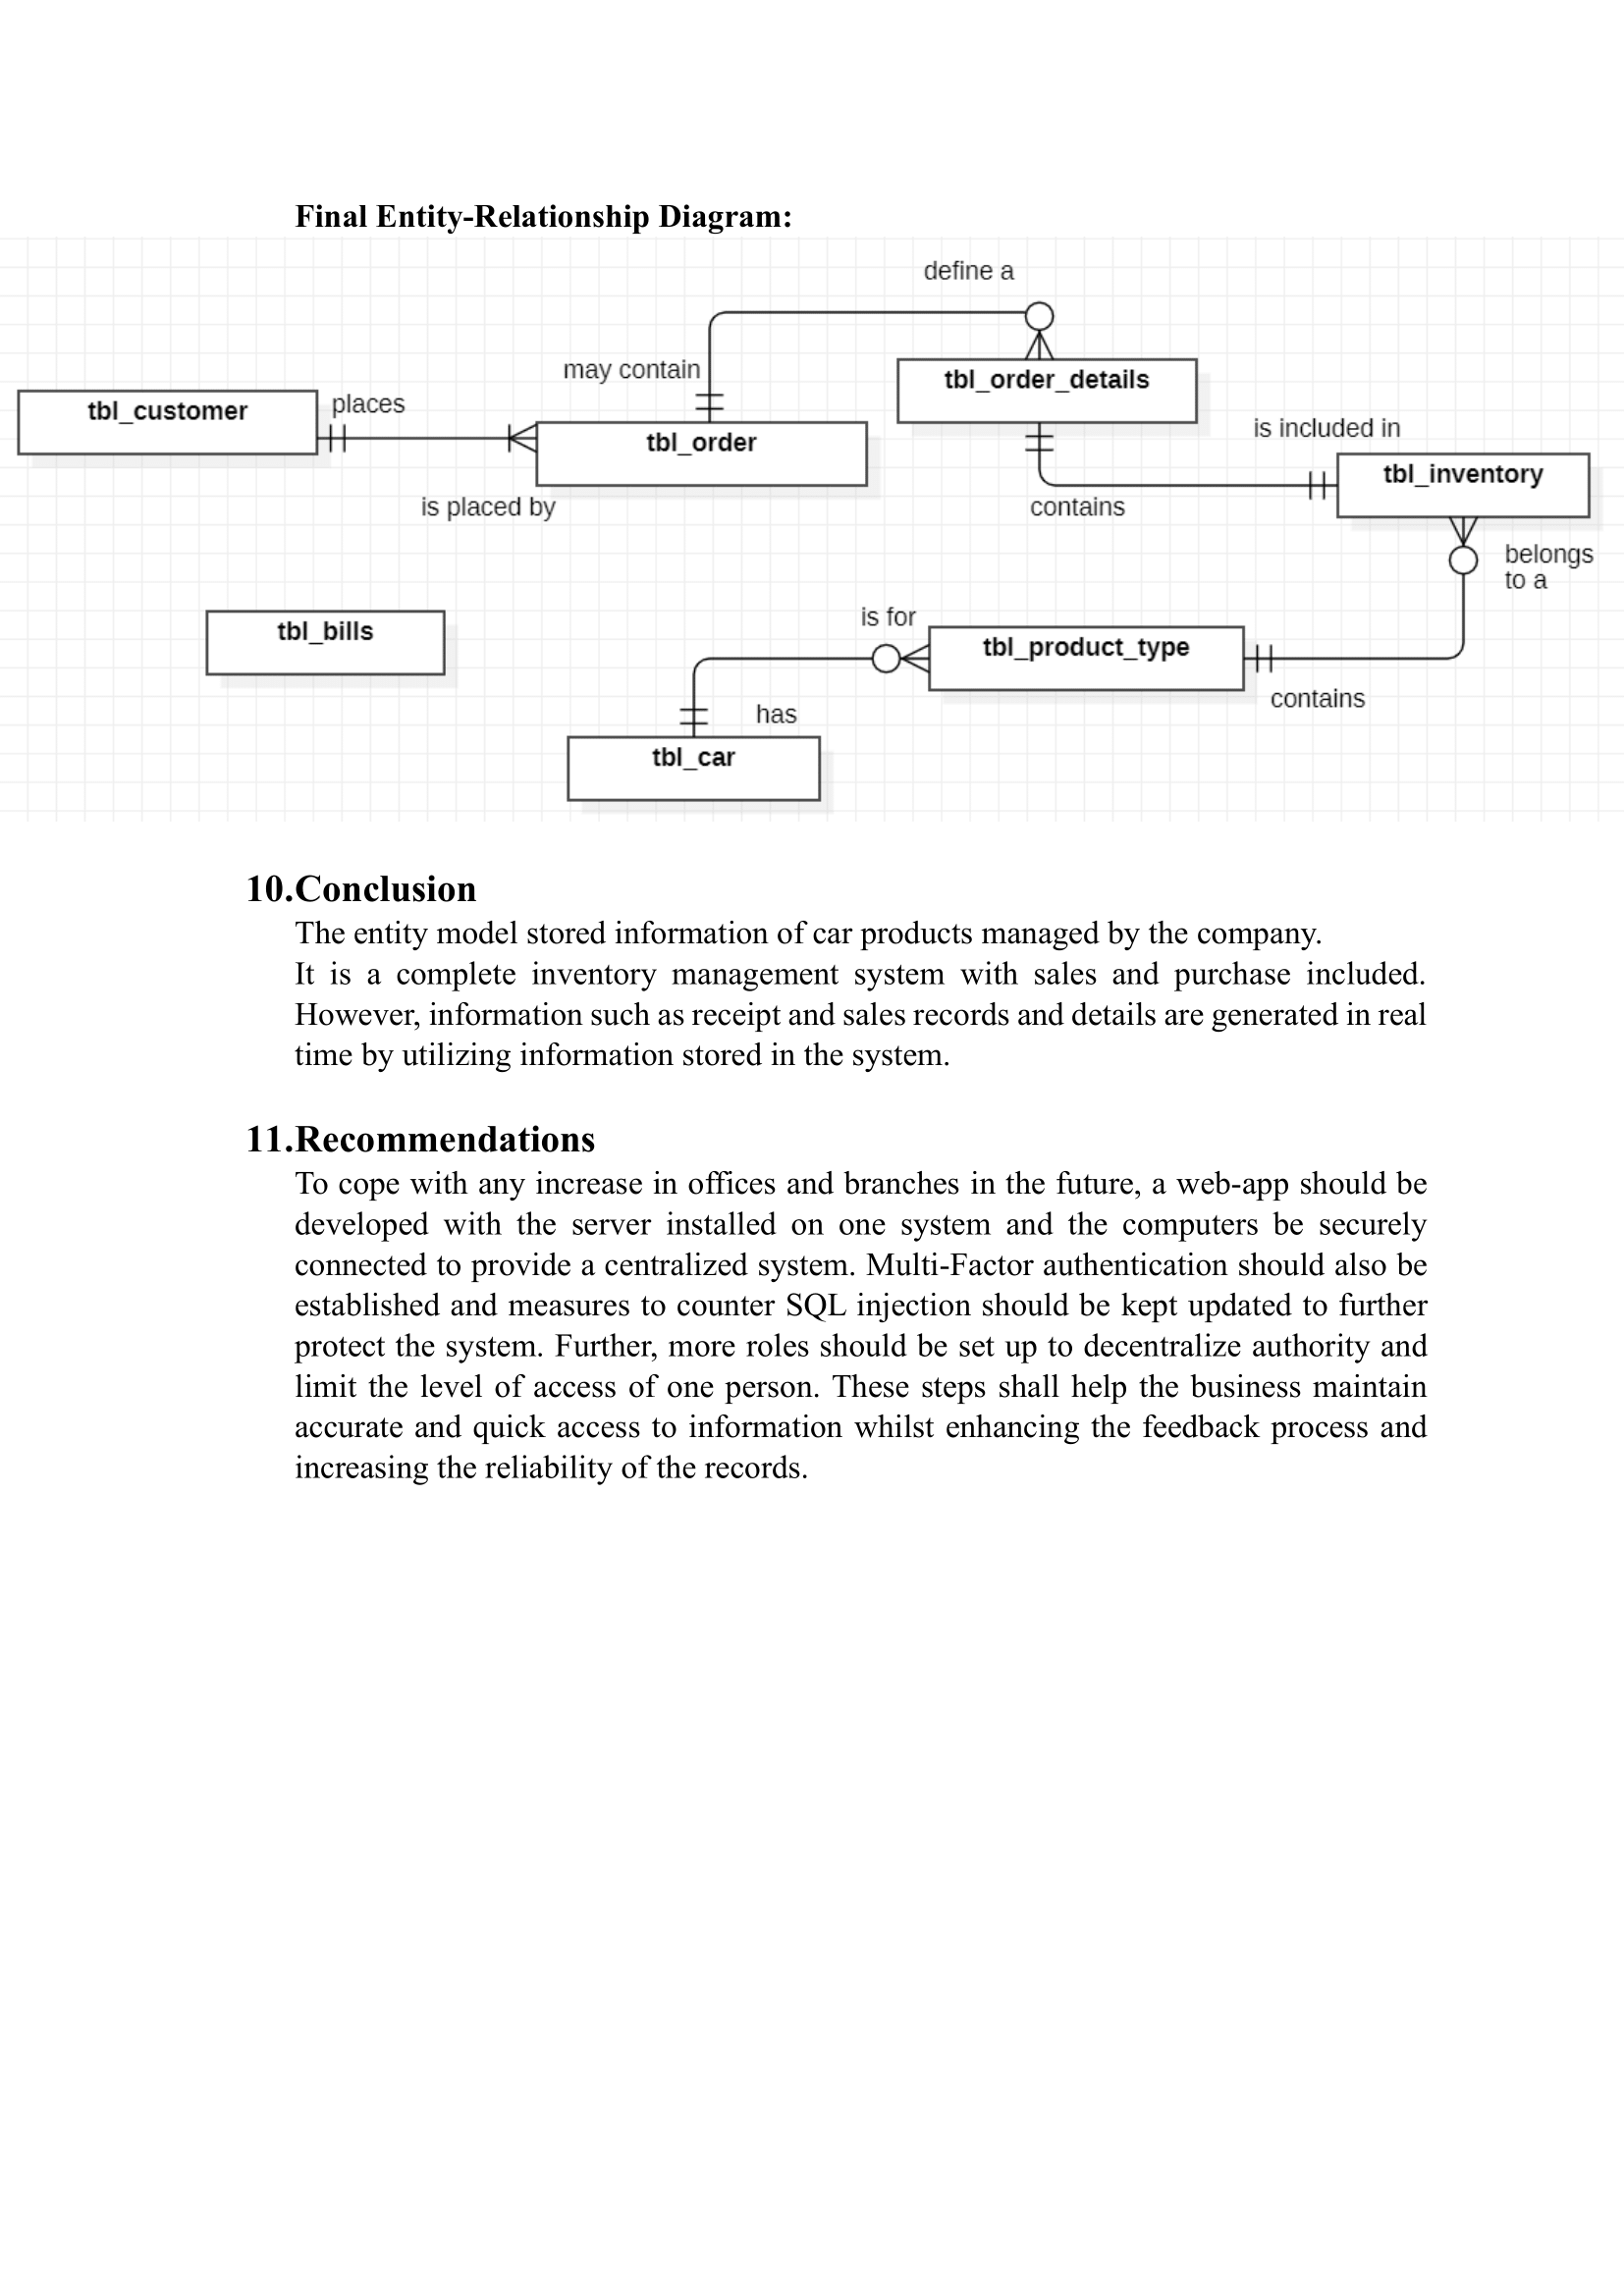 Final Entity-Relationship Diagram:
define a
may contain
tbl_order_details
tbl_customer
places
is included in
tbl_order
tbl_inventory
is placed by
contains
belongs
to a
is for
tbl_bills
tbl_product_type
contains
has
tbl_car
10.Conclusion
The entity model stored information of car products managed by the company.
It is a complete inventory management system with sales and purchase included.
However, information such as receipt and sales records and details are generated in real
time by utilizing information stored in the system.
11.Recommendations
To cope with any increase in offices and branches in the future, a web-app should be
developed with the server installed on one system and the computers be securely
connected to provide a centralized system. Multi-Factor authentication should also be
established and measures to counter SQL injection should be kept updated to further
protect the system. Further, more roles should be set up to decentralize authority and
limit the level of access of one person. These steps shall help the business maintain
accurate and quick access to information whilst enhancing the feedback process and
increasing the reliability of the records.